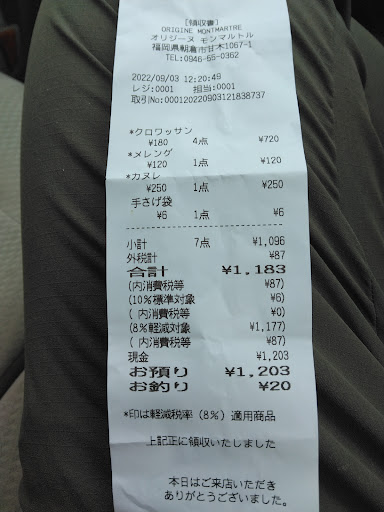 [領収書]
ORIGINE MONTMARTRE
オリジーヌ モンマルトル
福岡県朝倉市甘木1067-1
TEL:0946-55-0362
2022/09/03 12:20:49
レジ:0001 担当:0001
取引No:000120220903121838737
*クロワッサン
¥180 4点 ¥720
*メレンゲ
¥120 1点 ¥120
*カヌレ
¥250 1点 ¥250
手さげ袋
¥6 1点 ¥6
小計 7点 ¥1,096
外税計 ¥87
合計 ¥1,183
(内消費税等 ¥87)
(10%標準対象 ¥6)
( 内消費税等 ¥0)
(8%軽減対象 ¥1,177)
( 内消費税等 ¥87)
現金 ¥1,203
お預り ¥1,203
お釣り ¥20
*印は軽減税率(8%)適用商品
上記正に領収いたしました
本日はご来店いただき
ありがとうございました。